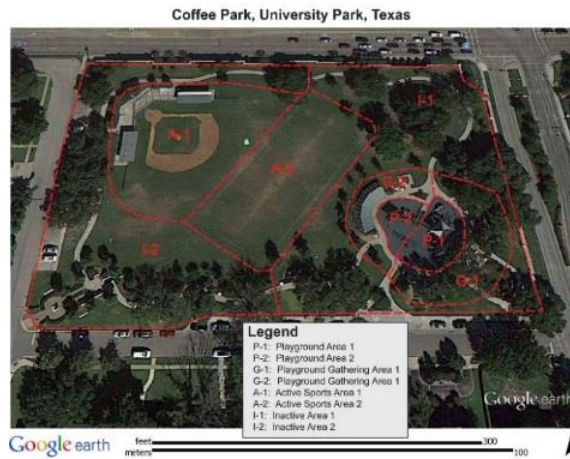 Coffee Park, University Park, Texas
I-1
A-1
A-2
G-2
P-2
P-1
I-2
G-1
Legend
P-1: Playground Area 1
P-2: Playground Area 2
G-1: Playground Gathering Area 1
G-2: Playground Gathering Area 1
A-1: Active Sports Area 1
A-2: Active Sports Area 2
I-1: Inactive Area 1
I-2: Inactive Area 2
Google earth
Google earth
feet 300
meters 100